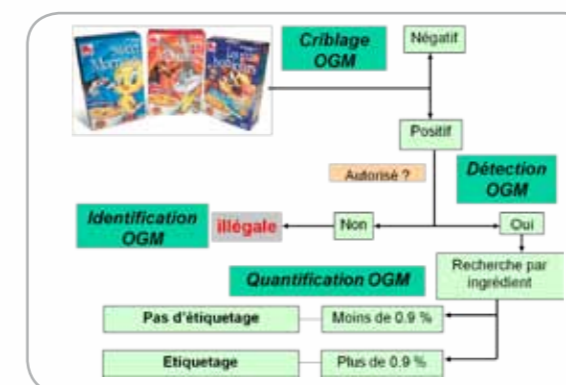 Criblage
OGM
Négatif
Positif
Autorisé ?
Détection
OGM
Identification
OGM
illégale
Non
Oui
Quantification OGM
Recherche par
ingrédient
Pas d'étiquetage
Moins de 0.9 %
Etiquetage
Plus de 0.9 %